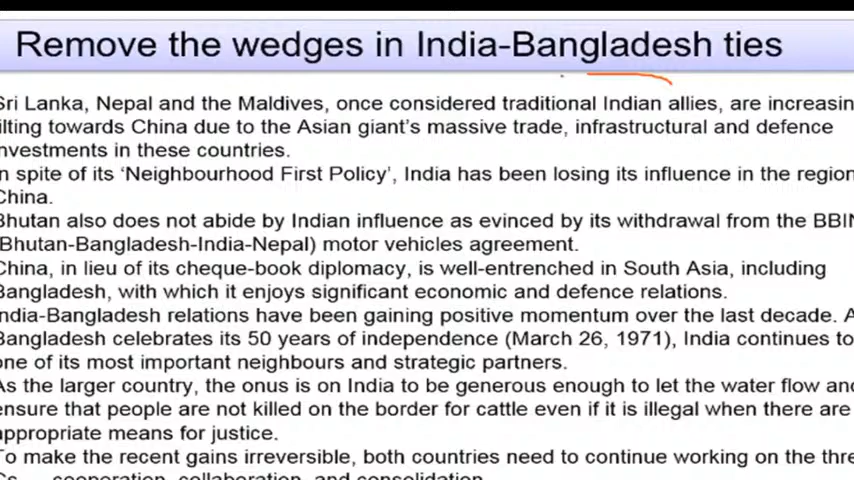 Remove the wedges in India-Bangladesh ties
Sri Lanka, Nepal and the Maldives, once considered traditional Indian allies, are increasin
ilting towards China due to the Asian giant's massive trade, infrastructural and defence
nvestments in these countries.
n spite of its 'Neighbourhood First Policy', India has been losing its influence in the region
China.
Bhutan also does not abide by Indian influence as evinced by its withdrawal from the BBIN
(Bhutan-Bangladesh-India-Nepal) motor vehicles agreement.
China, in lieu of its cheque-book diplomacy, is well-entrenched in South Asia, including
Bangladesh, with which it enjoys significant economic and defence relations.
India-Bangladesh relations have been gaining positive momentum over the last decade. A
Bangladesh celebrates its 50 years of independence (March 26, 1971), India continues to
one of its most important neighbours and strategic partners.
As the larger country, the onus is on India to be generous enough to let the water flow and
ensure that people are not killed on the border for cattle even if it is illegal when there are
appropriate means for justice.
To make the recent gains irreversible, both countries need to continue working on the thre
Cs — cooperation, collaboration, and consolidation